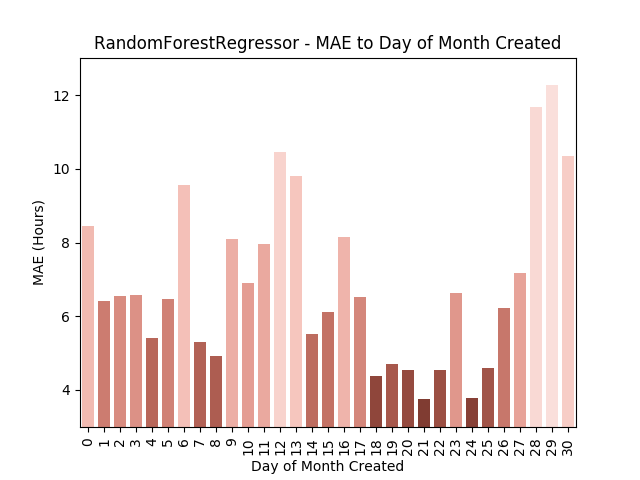 RandomForestRegressor - MAE to Day of Month Created
12
10
8
6
4
MAE (Hours)
0 1 2 3 4 5 6 7 8 9 10 11 12 13 14 15 16 17 18 19 20 21 22 23 24 25 26 27 28 29 30
Day of Month Created